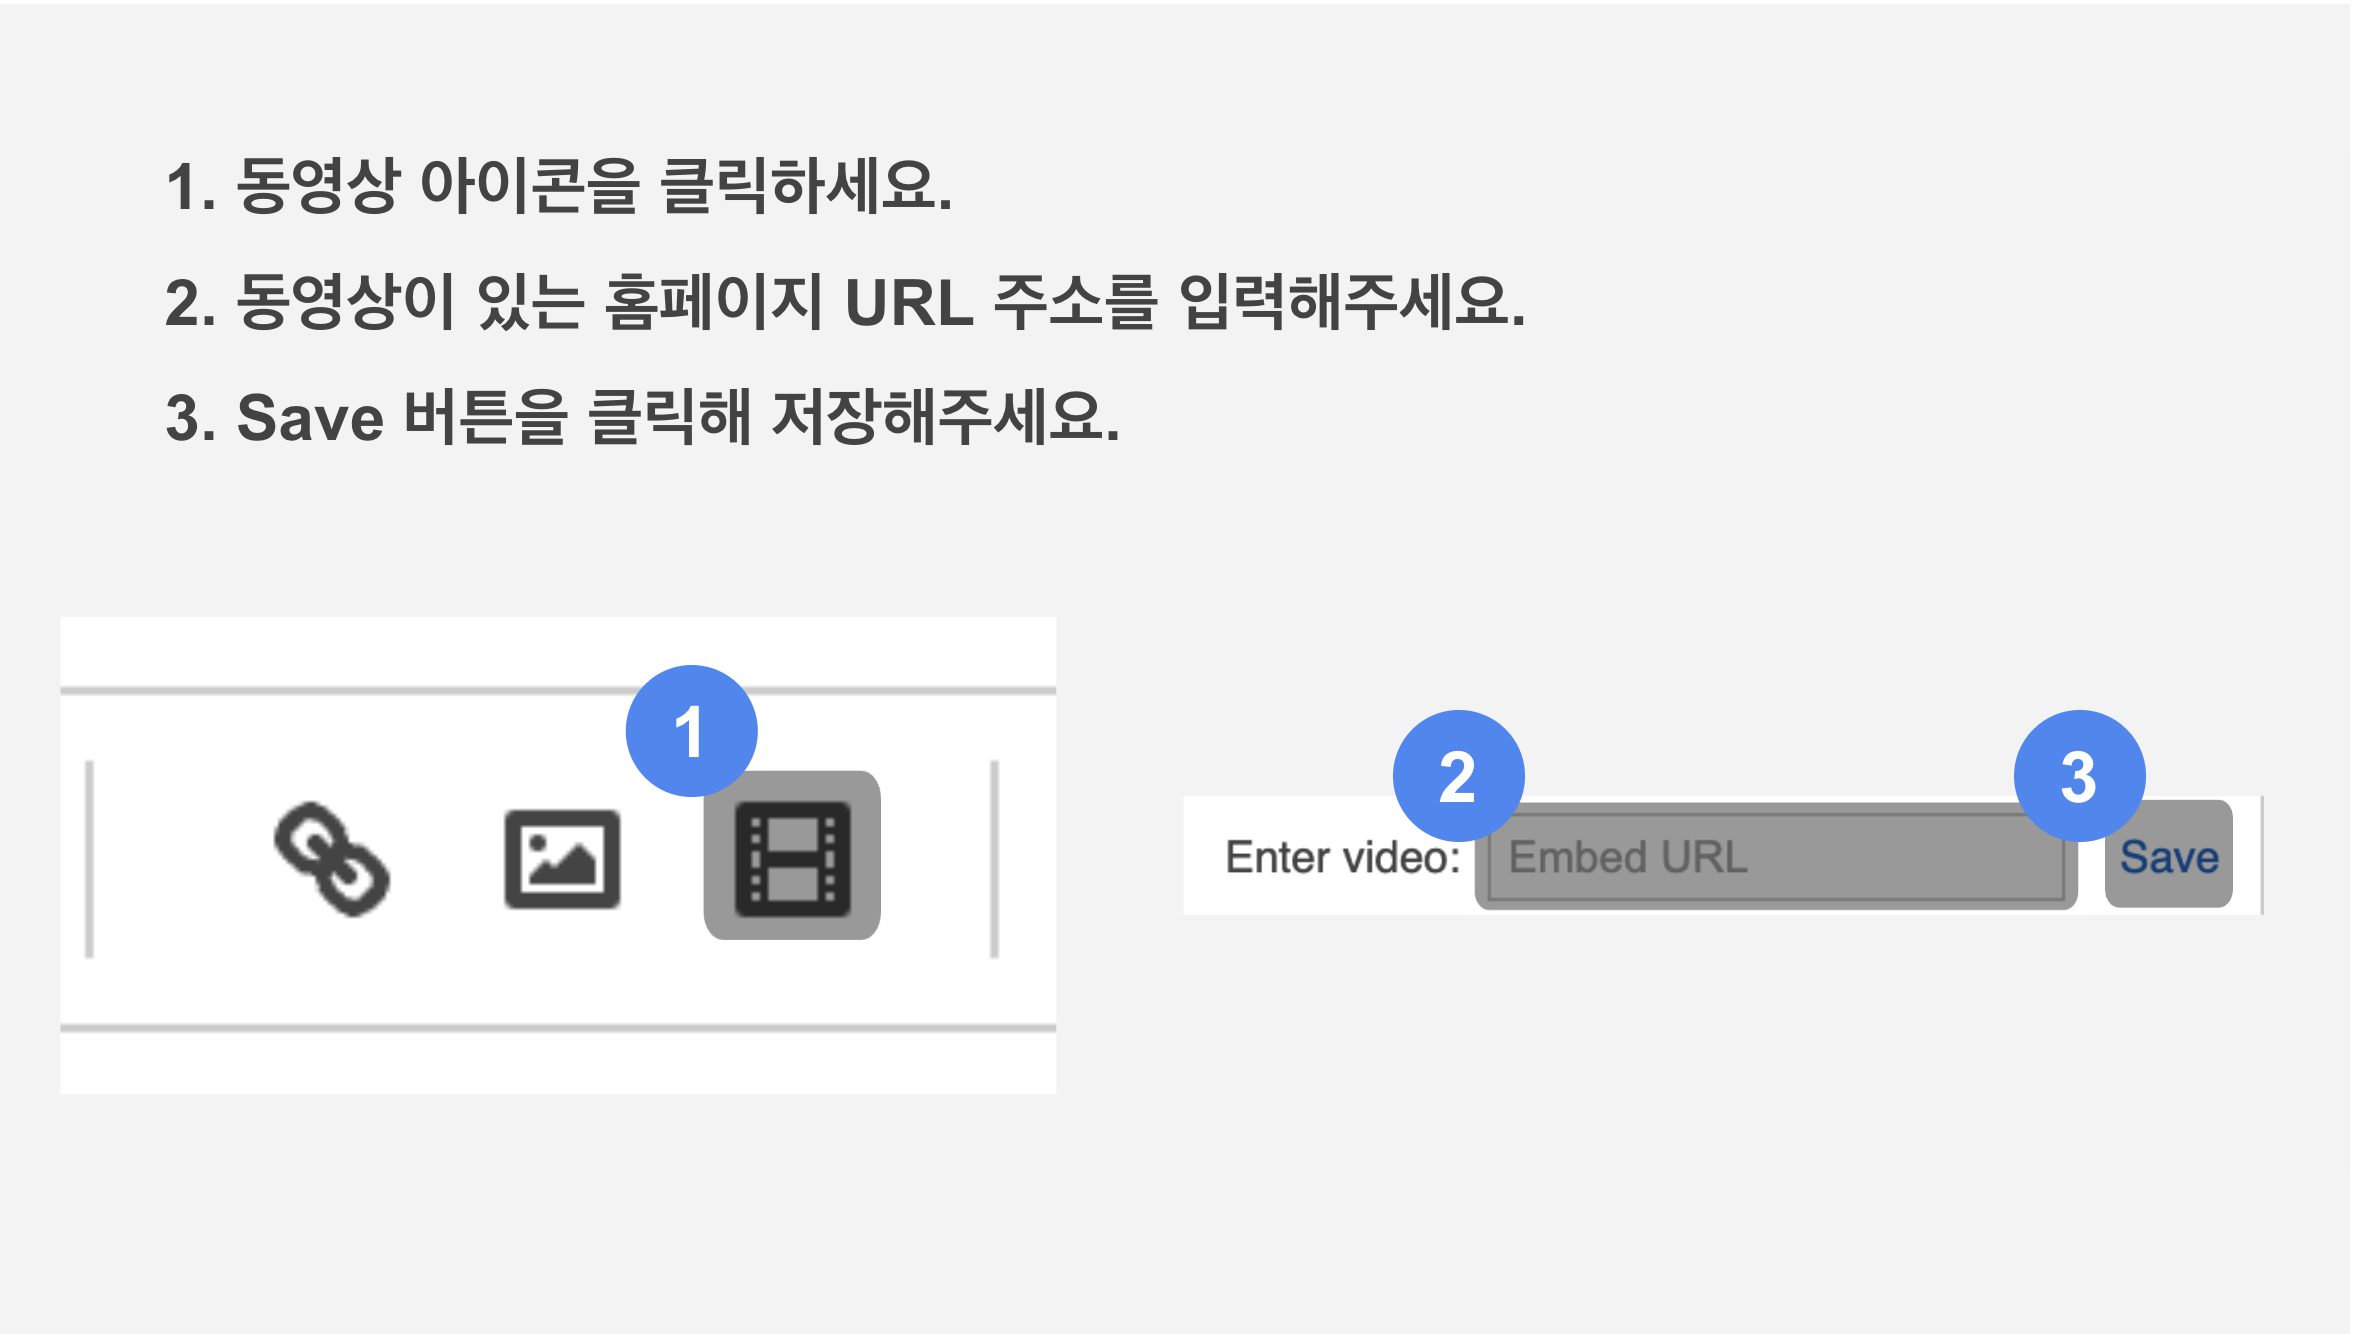 1. 동영상 아이콘을 클릭하세요.
2. 동영상이 있는 홈페이지 URL 주소를 입력해주세요.
3. Save 버튼을 클릭해 저장해주세요.
1
2
3
Enter video: Embed URL Save